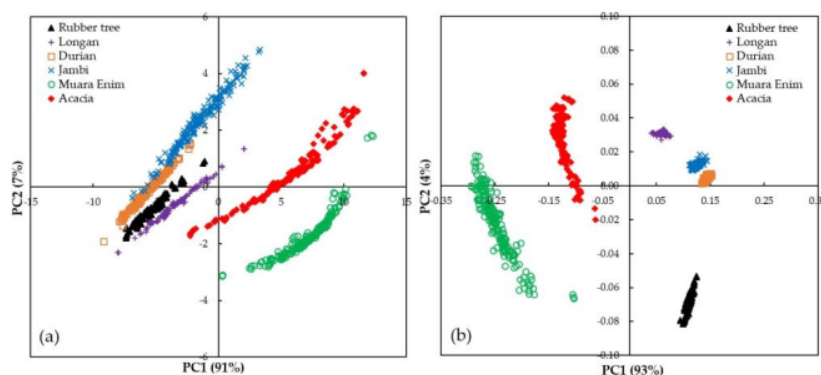 Rubber tree
Longan
Durian
Jambi
Muara Enim
Acacia
6
4
2
0
-2
-4
-6
-15
-10
-5
0
5
10
15
PC2 (7%)
PC1 (91%)
(a)
Rubber tree
Longan
Durian
Jambi
Muara Enim
Acacia
0.10
0.08
0.06
0.04
0.02
0.00
-0.02
-0.04
-0.06
-0.08
-0.10
-0.35
-0.25
-0.15
-0.05
0.05
0.15
0.25
0.35
PC2 (4%)
PC1 (93%)
(b)